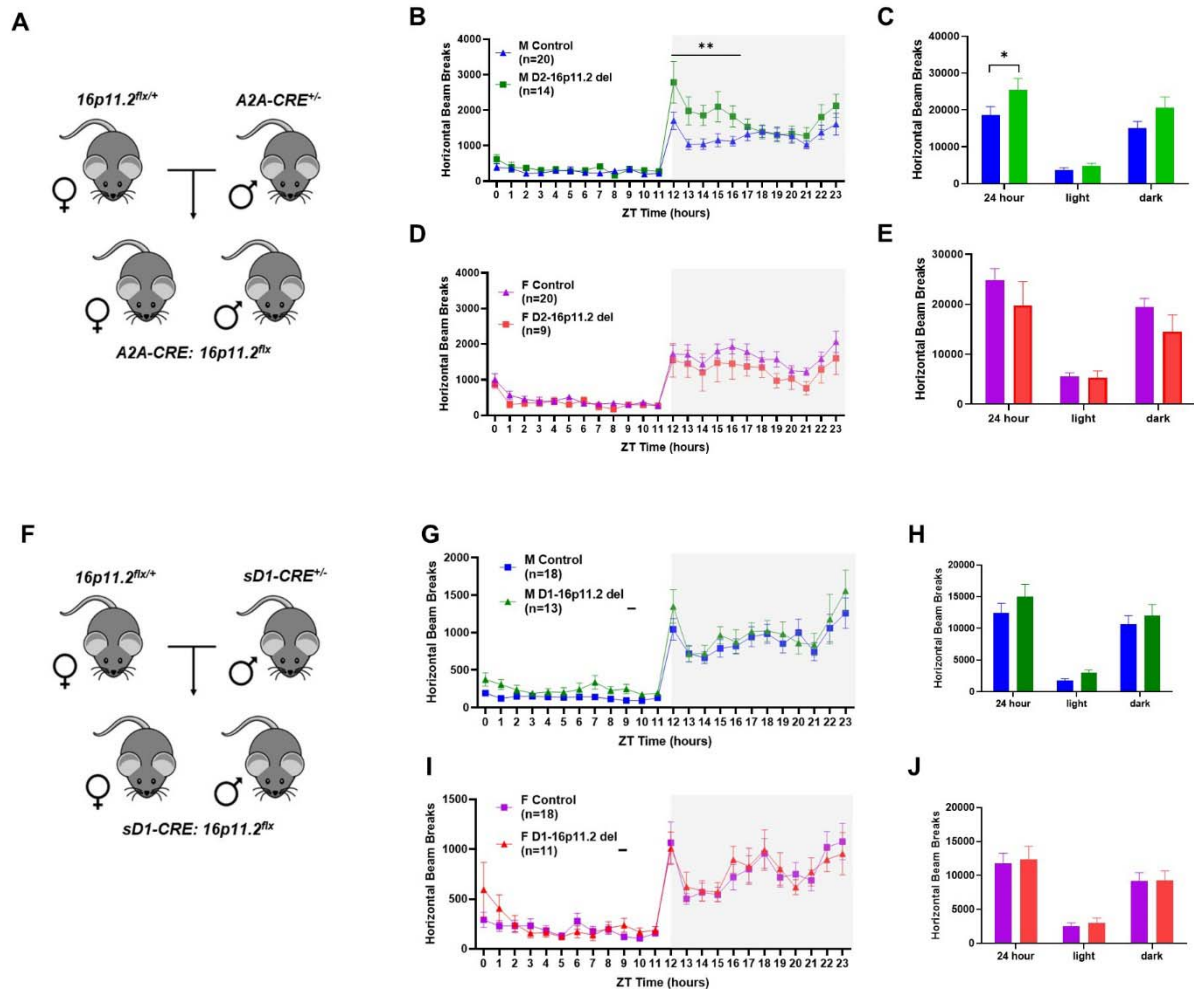 A
16p11.2flx/+
A2A-CRE+/-
♀
♂
♀
♂
A2A-CRE: 16p11.2flx
B
Horizontal Beam Breaks
4000
3000
2000
1000
0
M Control
(n=20)
M D2-16p11.2 del
(n=14)
**
0 1 2 3 4 5 6 7 8 9 10 11 12 13 14 15 16 17 18 19 20 21 22 23
ZT Time (hours)
C
Horizontal Beam Breaks
40000
30000
20000
10000
0
*
24 hour light dark
D
Horizontal Beam Breaks
4000
3000
2000
1000
0
F Control
(n=20)
F D2-16p11.2 del
(n=9)
0 1 2 3 4 5 6 7 8 9 10 11 12 13 14 15 16 17 18 19 20 21 22 23
ZT Time (hours)
E
Horizontal Beam Breaks
30000
20000
10000
0
24 hour light dark
F
16p11.2flx/+
sD1-CRE+/-
♀
♂
♀
♂
sD1-CRE: 16p11.2flx
G
Horizontal Beam Breaks
2000
1500
1000
500
0
M Control
(n=18)
M D1-16p11.2 del
(n=13)
0 1 2 3 4 5 6 7 8 9 10 11 12 13 14 15 16 17 18 19 20 21 22 23
ZT Time (hours)
H
Horizontal Beam Breaks
20000
15000
10000
5000
0
24 hour light dark
I
Horizontal Beam Breaks
1500
1000
500
0
F Control
(n=18)
F D1-16p11.2 del
(n=11)
0 1 2 3 4 5 6 7 8 9 10 11 12 13 14 15 16 17 18 19 20 21 22 23
ZT Time (hours)
J
Horizontal Beam Breaks
20000
15000
10000
5000
0
24 hour light dark